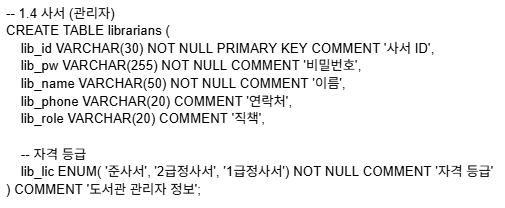 -- 1.4 사서 (관리자)
CREATE TABLE librarians (
    lib_id VARCHAR(30) NOT NULL PRIMARY KEY COMMENT '사서 ID',
    lib_pw VARCHAR(255) NOT NULL COMMENT '비밀번호',
    lib_name VARCHAR(50) NOT NULL COMMENT '이름',
    lib_phone VARCHAR(20) COMMENT '연락처',
    lib_role VARCHAR(20) COMMENT '직책',

    -- 자격 등급
    lib_lic ENUM( '준사서', '2급정사서', '1급정사서') NOT NULL COMMENT '자격 등급'
) COMMENT '도서관 관리자 정보';